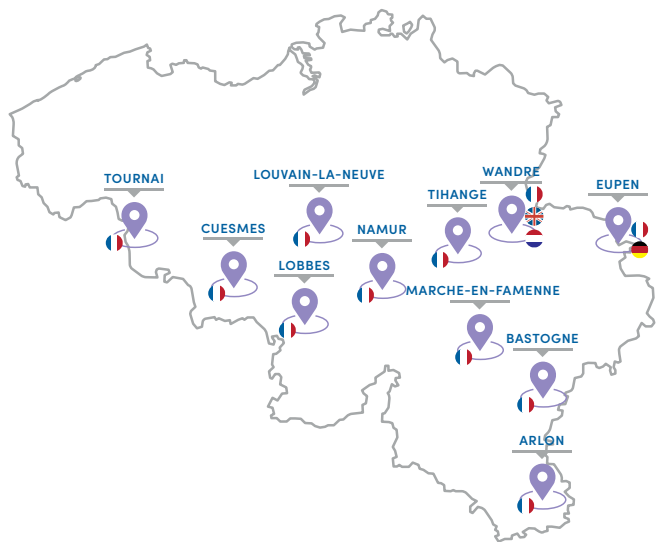 WANDRE
LOUVAIN-LA-NEUVE
TOURNAI
EUPEN
TIHANGE
CUESMES
NAMUR
LOBBES
MARCHE-EN-FAMENNE
BASTOGNE
ARLON